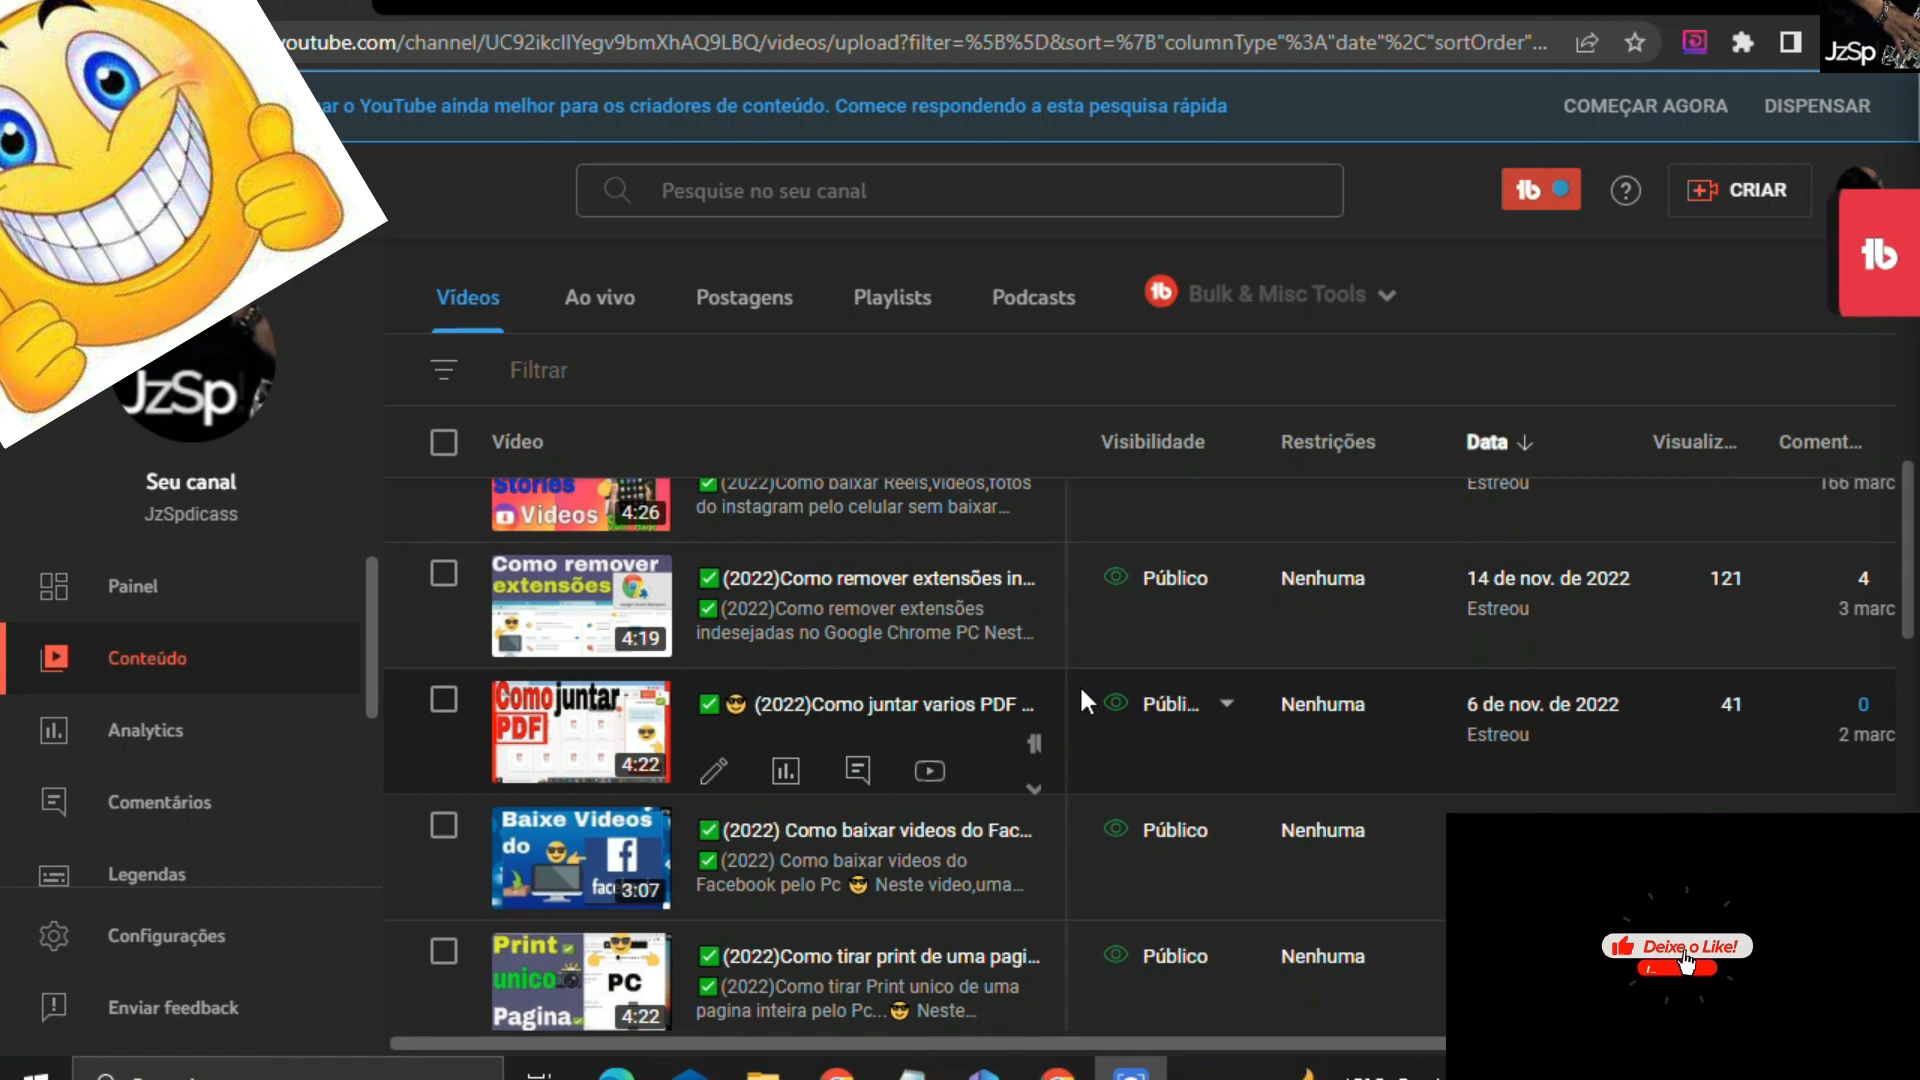 youtube.com/channel/UC92ikclIYegv9bmXhAQ9LBQ/videos/upload?filter=%5B%5D&sort=%7B"columnType"%3A"date"%2C"sortOrder"...
JzSp
ar o YouTube ainda melhor para os criadores de conteúdo. Comece respondendo a esta pesquisa rápida
COMEÇAR AGORA
DISPENSAR
Pesquise no seu canal
CRIAR
Vídeos
Ao vivo
Postagens
Playlists
Podcasts
Bulk & Misc Tools
Filtrar
JzSp
Seu canal
JzSpdicass
Painel
Conteúdo
Analytics
Comentários
Legendas
Configurações
Enviar feedback
Vídeo
Visibilidade
Restrições
Data
Visualiz...
Coment...
Stories
Videos
4:26
✅(2022)Como baixar Reels,videos,fotos
do instagram pelo celular sem baixar...
Estreou
166 marc
Como remover
extensões
4:19
✅(2022)Como remover extensões in...
✅(2022)Como remover extensões
indesejadas no Google Chrome PC Nest...
Público
Nenhuma
14 de nov. de 2022
Estreou
121
4
3 marc
Como juntar
PDF
4:22
✅ 😎 (2022)Como juntar varios PDF ...
Públi...
Nenhuma
6 de nov. de 2022
Estreou
41
0
2 marc
Baixe Videos
do
3:07
✅(2022) Como baixar videos do Fac...
✅(2022) Como baixar videos do
Facebook pelo Pc 😎 Neste video,uma...
Público
Nenhuma
Print
unico
Pagina
PC
4:22
✅(2022)Como tirar print de uma pagi...
✅(2022)Como tirar Print unico de uma
pagina inteira pelo Pc...😎 Neste...
Público
Nenhuma
Deixe o Like!